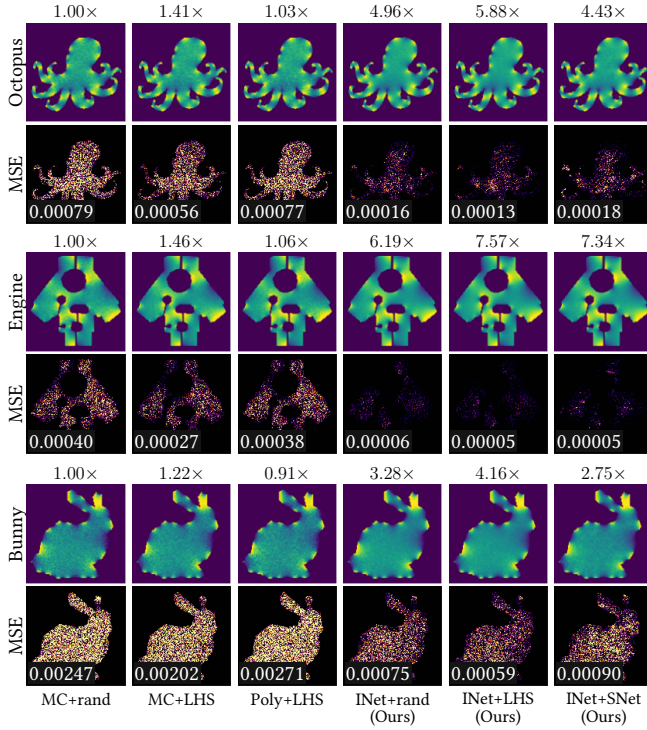 1.00× 1.41× 1.03× 4.96× 5.88× 4.43×
Octopus
MSE
0.00079 0.00056 0.00077 0.00016 0.00013 0.00018
1.00× 1.46× 1.06× 6.19× 7.57× 7.34×
Engine
MSE
0.00040 0.00027 0.00038 0.00006 0.00005 0.00005
1.00× 1.22× 0.91× 3.28× 4.16× 2.75×
Bunny
MSE
0.00247 0.00202 0.00271 0.00075 0.00059 0.00090
MC+rand MC+LHS Poly+LHS INet+rand INet+LHS INet+SNet
(Ours) (Ours) (Ours)